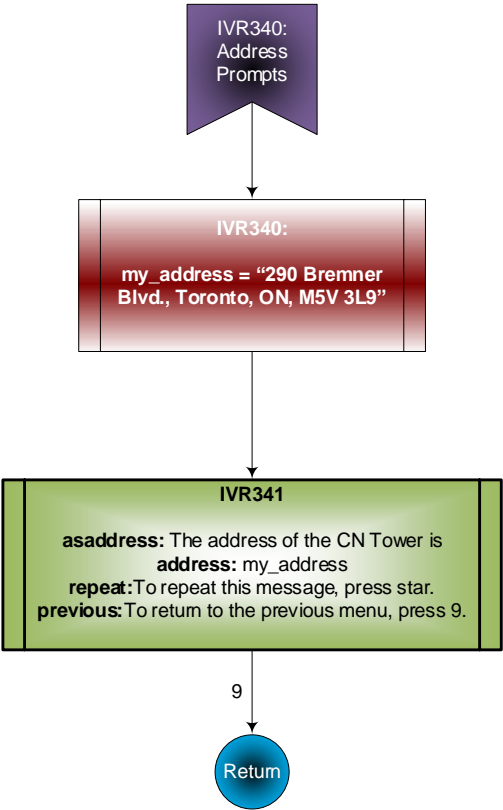 IVR340:
Address
Prompts
IVR340:
my_address = “290 Bremner
Blvd., Toronto, ON, M5V 3L9”
IVR341
asaddress: The address of the CN Tower is
address: my_address
repeat:To repeat this message, press star.
previous:To return to the previous menu, press 9.
9
Return